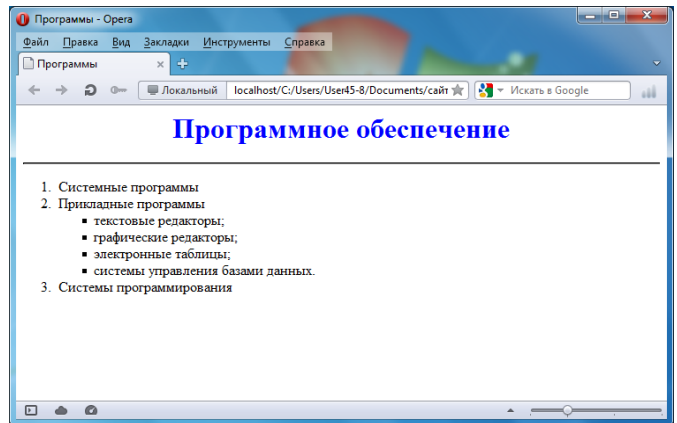 Программы - Opera
Файл Правка Вид Закладки Инструменты Справка
Программы
Локальный localhost/C:/Users/User45-8/Documents/сайт Искать в Google
Программное обеспечение
1. Системные программы
2. Прикладные программы
▪ текстовые редакторы;
▪ графические редакторы;
▪ электронные таблицы;
▪ системы управления базами данных.
3. Системы программирования